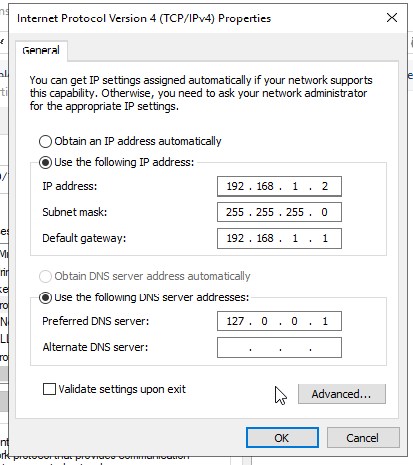 Internet Protocol Version 4 (TCP/IPv4) Properties
General
You can get IP settings assigned automatically if your network supports
this capability. Otherwise, you need to ask your network administrator
for the appropriate IP settings.
Obtain an IP address automatically
Use the following IP address:
IP address: 192 . 168 . 1 . 2
Subnet mask: 255 . 255 . 255 . 0
Default gateway: 192 . 168 . 1 . 1
Obtain DNS server address automatically
Use the following DNS server addresses:
Preferred DNS server: 127 . 0 . 0 . 1
Alternate DNS server: . . .
Validate settings upon exit
Advanced...
OK Cancel